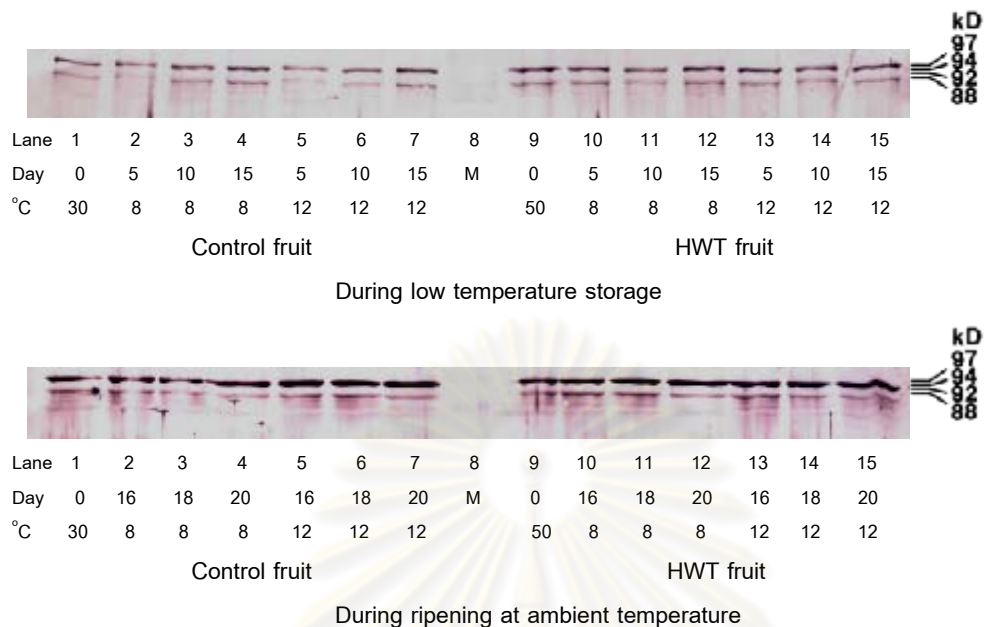 kD
97
94
92
88
Lane 1 2 3 4 5 6 7 8 9 10 11 12 13 14 15
Day 0 5 10 15 5 10 15 M 0 5 10 15 5 10 15
°C 30 8 8 8 12 12 12 50 8 8 8 12 12 12
Control fruit HWT fruit
During low temperature storage
kD
97
94
92
88
Lane 1 2 3 4 5 6 7 8 9 10 11 12 13 14 15
Day 0 16 18 20 16 18 20 M 0 16 18 20 16 18 20
°C 30 8 8 8 12 12 12 50 8 8 8 12 12 12
Control fruit HWT fruit
During ripening at ambient temperature